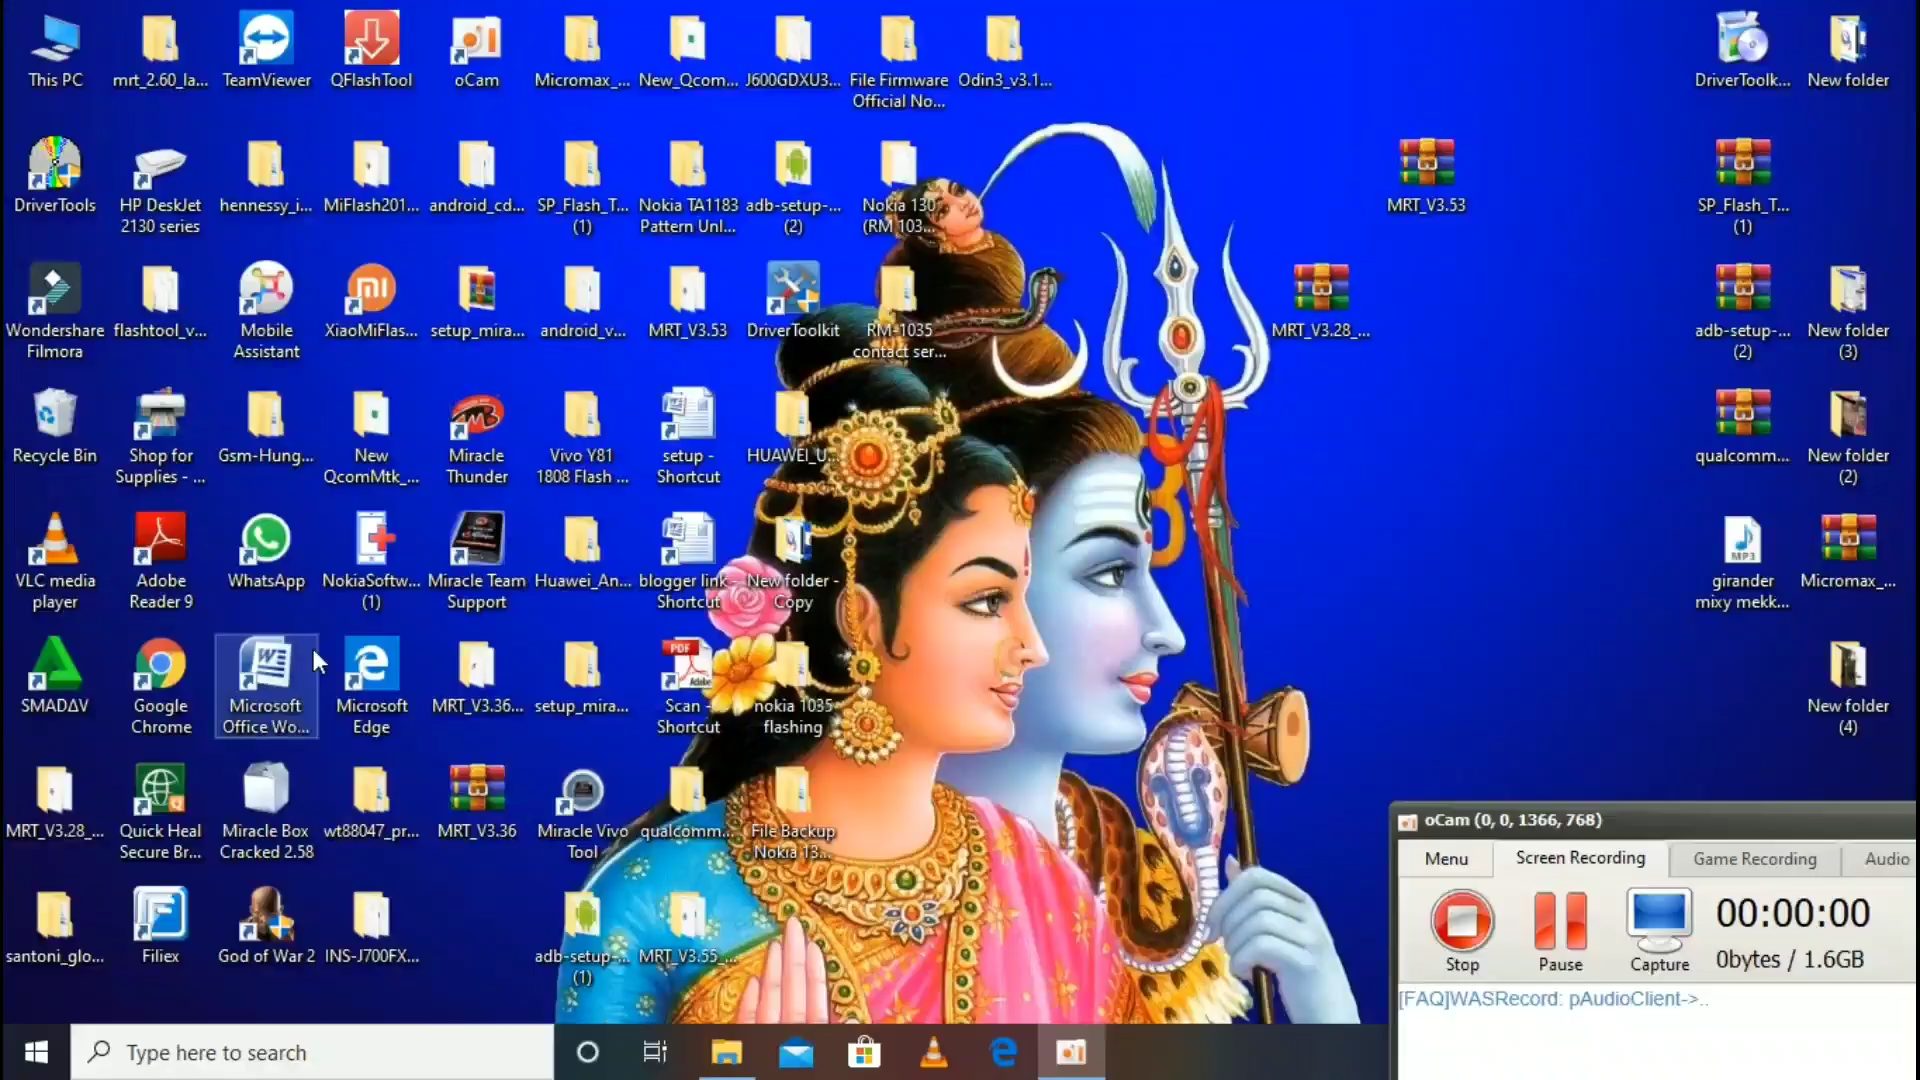 This PC
mrt_2.60_la...
TeamViewer
QFlashTool
oCam
Micromax_...
New_Qcom...
J600GDXU3...
File Firmware
Official No...
Odin3_v3.1...
DriverToolk...
New folder
DriverTools
HP DeskJet
2130 series
hennessy_i...
MiFlash201...
android_cd...
SP_Flash_T...
(1)
Nokia TA1183
Pattern Unl...
adb-setup-...
(2)
Nokia 130
(RM 103...
MRT_V3.53
SP_Flash_T...
(1)
Wondershare
Filmora
flashtool_v...
Mobile
Assistant
XiaoMiFlas...
setup_mira...
android_v...
MRT_V3.53
DriverToolkit
RM-1035
contact ser...
MRT_V3.28_...
adb-setup-...
(2)
New folder
(3)
Recycle Bin
Shop for
Supplies - ...
Gsm-Hung...
New
QcomMtk_...
Miracle
Thunder
Vivo Y81
1808 Flash ...
setup -
Shortcut
HUAWEI_U...
qualcomm...
New folder
(2)
VLC media
player
Adobe
Reader 9
WhatsApp
NokiaSoftw...
(1)
Miracle Team
Support
Huawei_An...
blogger link -
Shortcut
New folder -
Copy
MP3
girander
mixy mekk...
Micromax_...
SMADΔV
Google
Chrome
Microsoft
Office Wo...
Microsoft
Edge
MRT_V3.36...
setup_mira...
PDF
Adobe
Scan -
Shortcut
nokia 1035
flashing
New folder
(4)
MRT_V3.28_...
Quick Heal
Secure Br...
Miracle Box
Cracked 2.58
wt88047_pr...
MRT_V3.36
Miracle Vivo
Tool
qualcomm...
File Backup
Nokia 13...
santoni_glo...
Filiex
God of War 2
INS-J700FX...
adb-setup-...
(1)
MRT_V3.55_...
oCam (0, 0, 1366, 768)
Menu
Screen Recording
Game Recording
Audio
Stop
Pause
Capture
00:00:00
0bytes / 1.6GB
[FAQ]WASRecord: pAudioClient->..
Type here to search